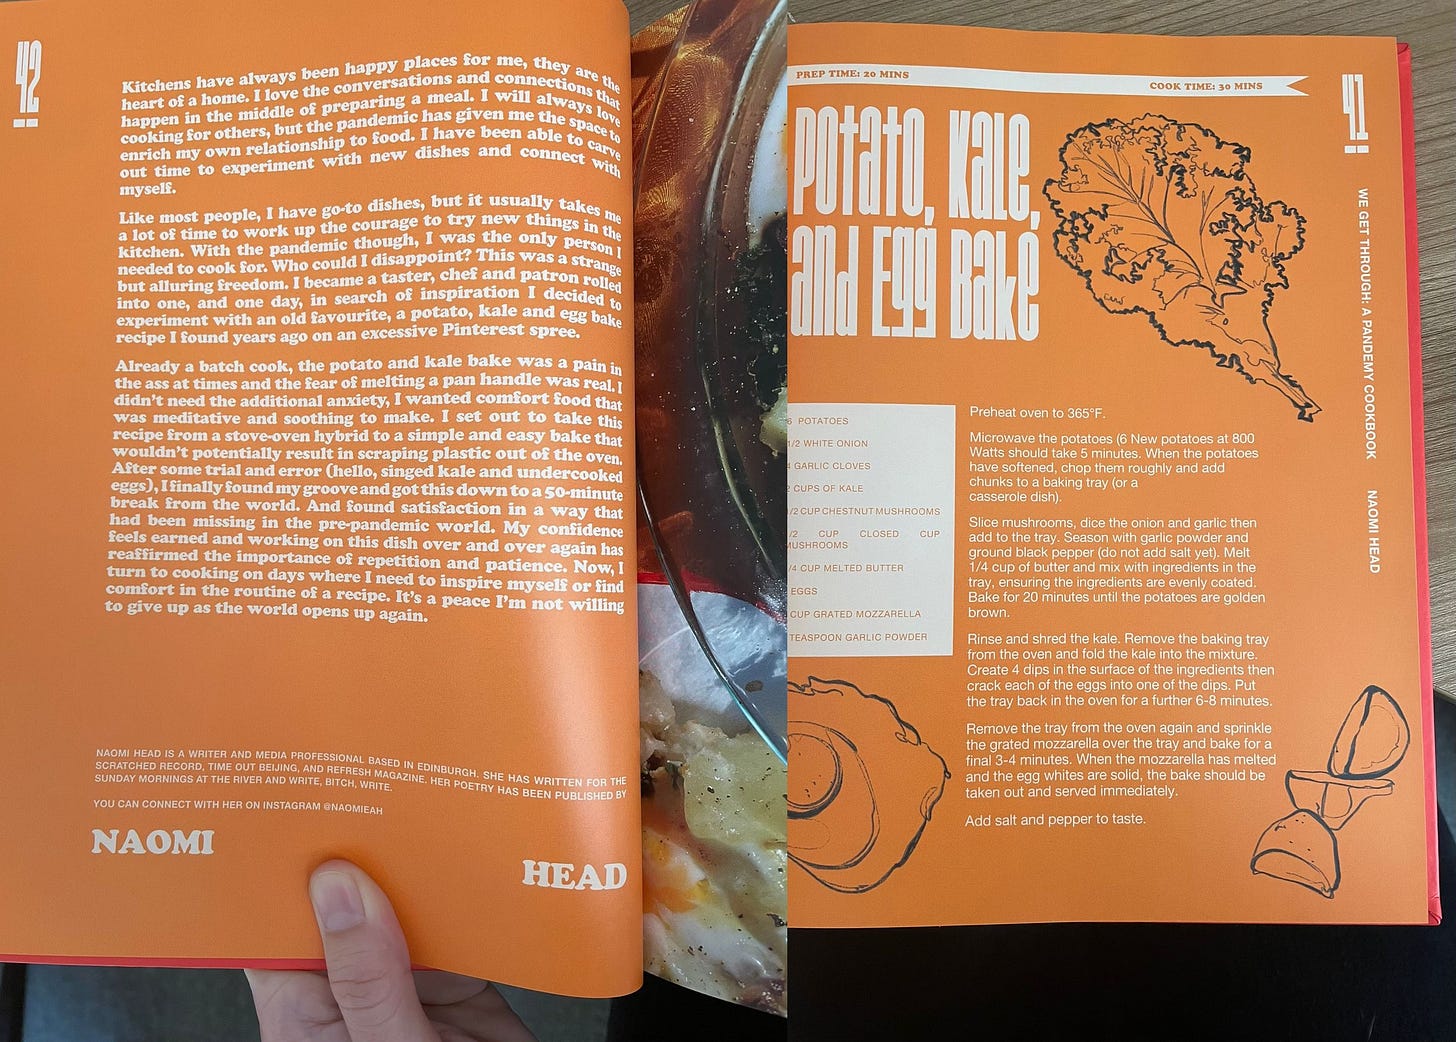 42
Kitchens have always been happy places for me, they are the
heart of a home. I love the conversations and connections that
happen in the middle of preparing a meal. I will always love
cooking for others, but the pandemic has given me the space to
enrich my own relationship to food. I have been able to carve
out time to experiment with new dishes and connect with
myself.
Like most people, I have go-to dishes, but it usually takes me
a lot of time to work up the courage to try new things in the
kitchen. With the pandemic though, I was the only person I
needed to cook for. Who could I disappoint? This was a strange
but alluring freedom. I became a taster, chef and patron rolled
into one, and one day, in search of inspiration I decided to
experiment with an old favourite, a potato, kale and egg bake
recipe I found years ago on an excessive Pinterest spree.
Already a batch cook, the potato and kale bake was a pain in
the ass at times and the fear of melting a pan handle was real. I
didn't need the additional anxiety, I wanted comfort food that
was meditative and soothing to make. I set out to take this
recipe from a stove-oven hybrid to a simple and easy bake that
wouldn't potentially result in scraping plastic out of the oven.
After some trial and error (hello, singed kale and undercooked
eggs), I finally found my groove and got this down to a 50-minute
break from the world. And found satisfaction in a way that
had been missing in the pre-pandemic world. My confidence
feels earned and working on this dish over and over again has
reaffirmed the importance of repetition and patience. Now, I
turn to cooking on days where I need to inspire myself or find
comfort in the routine of a recipe. It's a peace I'm not willing
to give up as the world opens up again.
NAOMI HEAD IS A WRITER AND MEDIA PROFESSIONAL BASED IN EDINBURGH. SHE HAS WRITTEN FOR THE
SCRATCHED RECORD, TIME OUT BEIJING, AND REFRESH MAGAZINE. HER POETRY HAS BEEN PUBLISHED BY
SUNDAY MORNINGS AT THE RIVER AND WRITE, BITCH, WRITE.
YOU CAN CONNECT WITH HER ON INSTAGRAM @NAOMIEAH
NAOMI
HEAD
PREP TIME: 20 MINS
COOK TIME: 30 MINS
Potato, Kale,
and Egg Bake
6 POTATOES
1/2 WHITE ONION
4 GARLIC CLOVES
2 CUPS OF KALE
1/2 CUP CHESTNUT MUSHROOMS
/2 CUP CLOSED CUP
MUSHROOMS
/4 CUP MELTED BUTTER
EGGS
CUP GRATED MOZZARELLA
TEASPOON GARLIC POWDER
Preheat oven to 365°F.
Microwave the potatoes (6 New potatoes at 800
Watts should take 5 minutes. When the potatoes
have softened, chop them roughly and add
chunks to a baking tray (or a
casserole dish).
Slice mushrooms, dice the onion and garlic then
add to the tray. Season with garlic powder and
ground black pepper (do not add salt yet). Melt
1/4 cup of butter and mix with ingredients in the
tray, ensuring the ingredients are evenly coated.
Bake for 20 minutes until the potatoes are golden
brown.
Rinse and shred the kale. Remove the baking tray
from the oven and fold the kale into the mixture.
Create 4 dips in the surface of the ingredients then
crack each of the eggs into one of the dips. Put
the tray back in the oven for a further 6-8 minutes.
Remove the tray from the oven again and sprinkle
the grated mozzarella over the tray and bake for a
final 3-4 minutes. When the mozzarella has melted
and the egg whites are solid, the bake should be
taken out and served immediately.
Add salt and pepper to taste.
41
WE GET THROUGH: A PANDEMY COOKBOOK
NAOMI HEAD